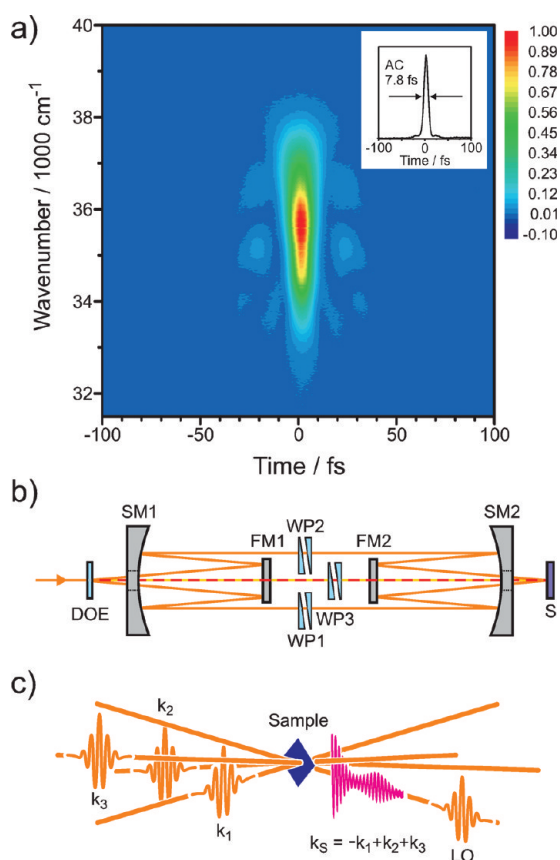 a)
40
38
36
34
32
Wavenumber / 1000 cm⁻¹
-100
-50
0
50
100
Time / fs
AC
7.8 fs
-100
0
100
Time / fs
1.00
0.89
0.78
0.67
0.56
0.45
0.34
0.23
0.12
0.01
-0.10
b)
SM1
SM2
FM1
WP2
FM2
DOE
WP3
S
WP1
c)
k₂
Sample
k₃
k₁
kS = -k₁+k₂+k₃
LO